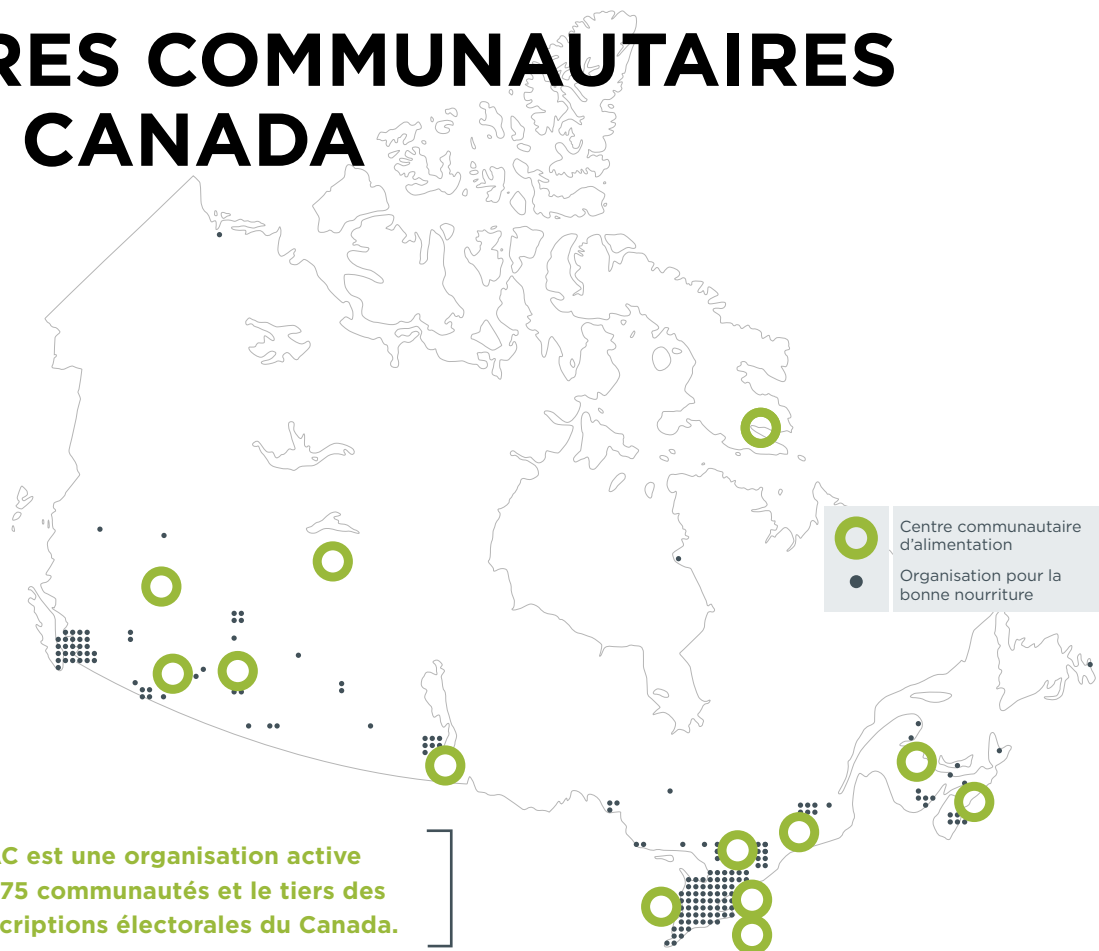 RES COMMUNAUTAIRES
CANADA
Centre communautaire
d'alimentation
Organisation pour la
bonne nourriture
AC est une organisation active
75 communautés et le tiers des
criptions électorales du Canada.